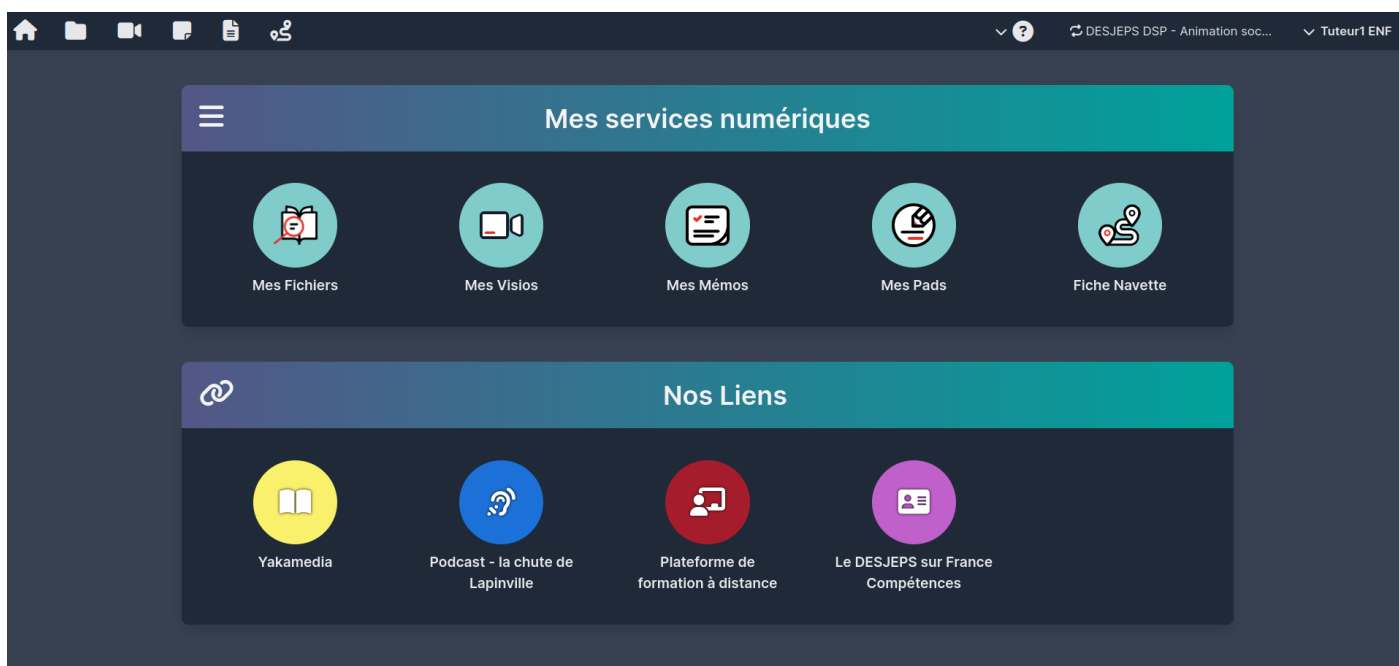 ? DESJEPS DSP - Animation soc... Tuteur1 ENF
Mes services numériques
Mes Fichiers Mes Visios Mes Mémos Mes Pads Fiche Navette
Nos Liens
Yakamedia Podcast - la chute de Plateforme de Le DESJEPS sur France
Lapinville formation à distance Compétences